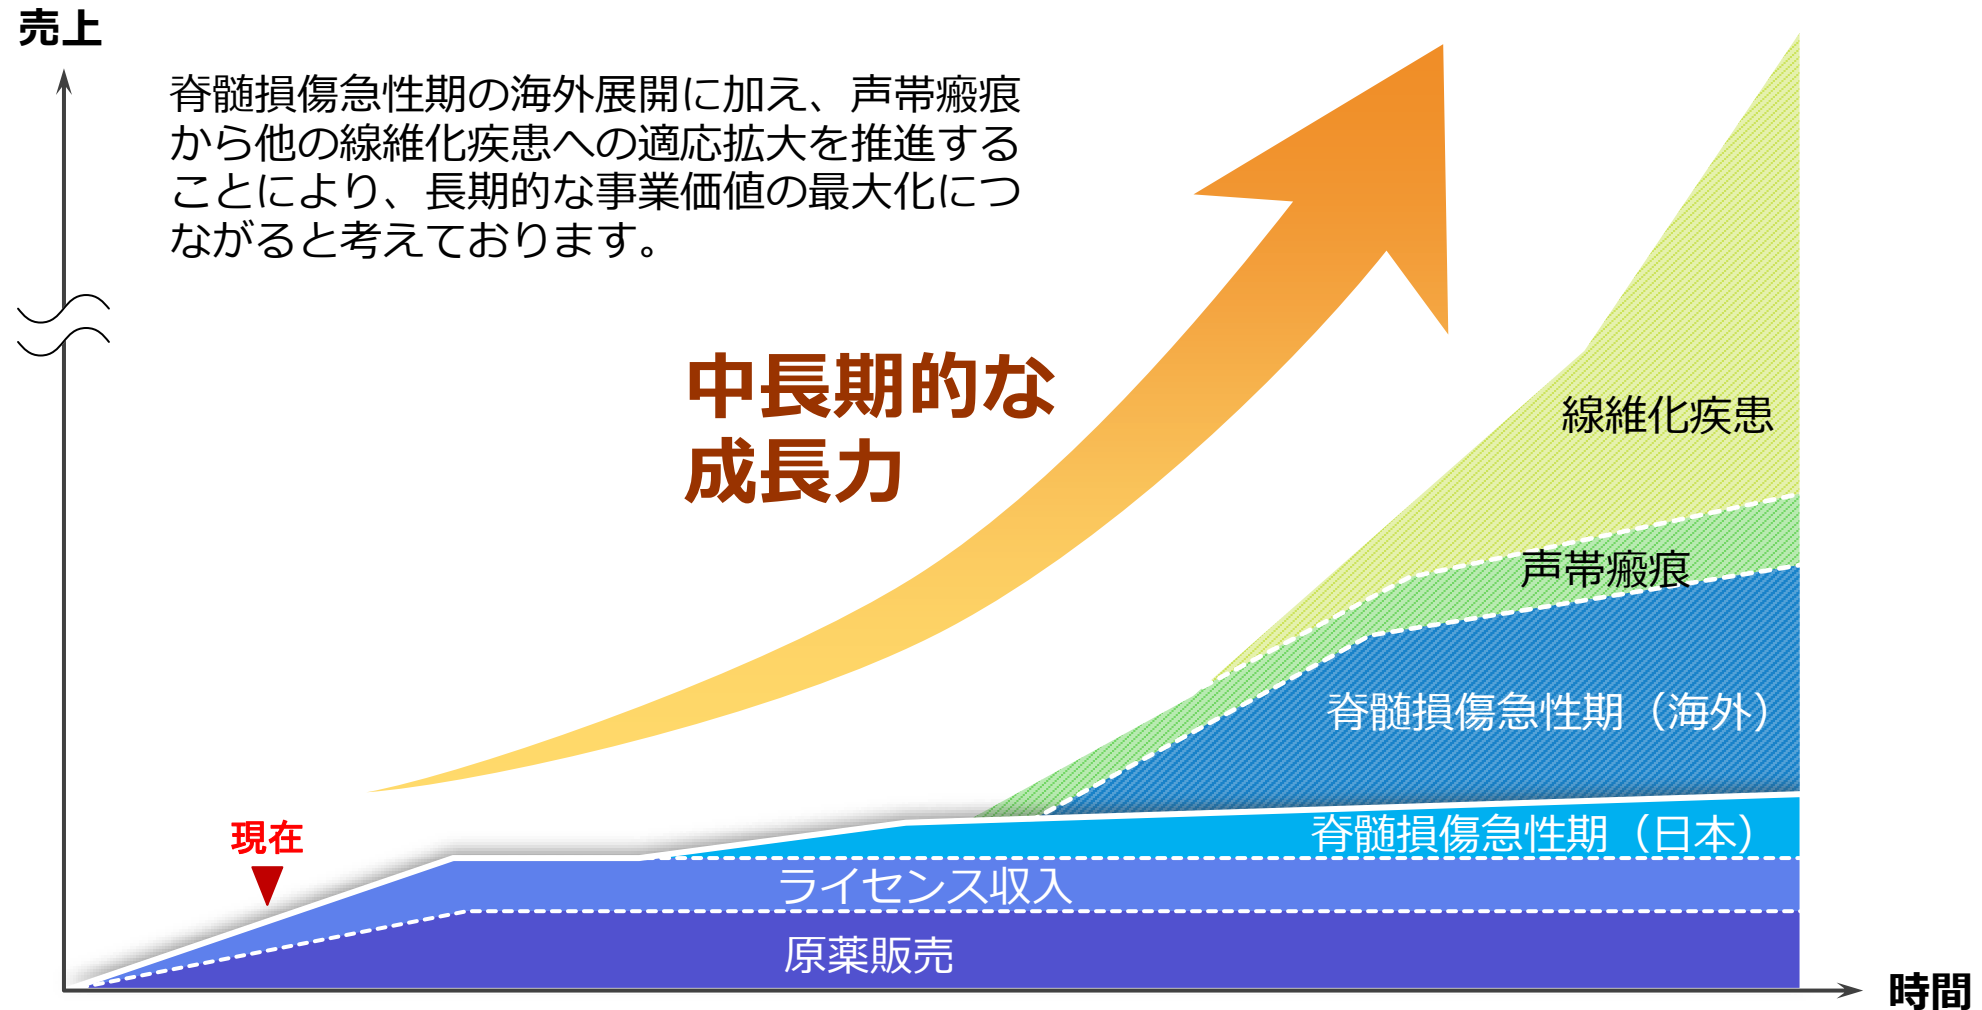 売上
脊髄損傷急性期の海外展開に加え、声帯瘢痕
から他の線維化疾患への適応拡大を推進する
ことにより、長期的な事業価値の最大化につ
ながると考えております。
中長期的な
成長力
線維化疾患
声帯瘢痕
脊髄損傷急性期（海外）
現在
脊髄損傷急性期（日本）
ライセンス収入
原薬販売
時間